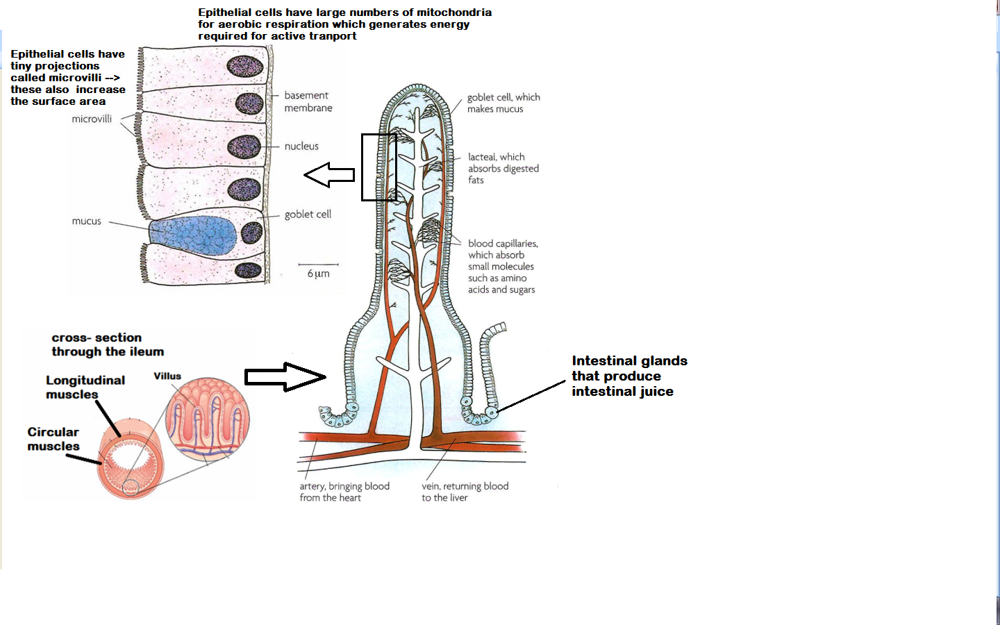 Epithelial cells have large numbers of mitochondria
for aerobic respiration which generates energy
required for active tranport
Epithelial cells have
tiny projections
called microvilli -->
these also increase
the surface area
microvilli
basement
membrane
nucleus
mucus
goblet cell
6 µm
goblet cell, which
makes mucus
lacteal, which
absorbs digested
fats
blood capillaries,
which absorb
small molecules
such as amino
acids and sugars
cross- section
through the ileum
Longitudinal
muscles
Villus
Circular
muscles
Intestinal glands
that produce
intestinal juice
artery, bringing blood
from the heart
vein, returning blood
to the liver